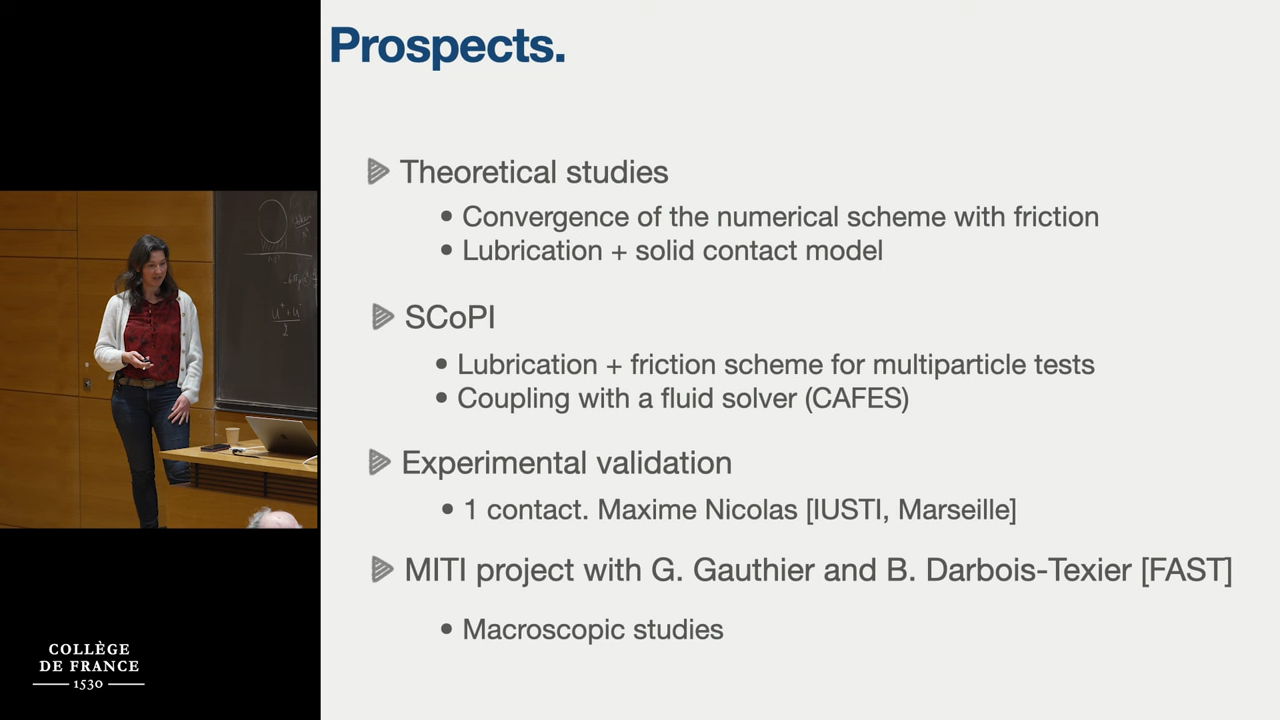 Prospects.
Theoretical studies
• Convergence of the numerical scheme with friction
• Lubrication + solid contact model
SCoPI
• Lubrication + friction scheme for multiparticle tests
• Coupling with a fluid solver (CAFES)
Experimental validation
• 1 contact. Maxime Nicolas [IUSTI, Marseille]
MITI project with G. Gauthier and B. Darbois-Texier [FAST]
• Macroscopic studies
COLLÈGE
DE FRANCE
1530